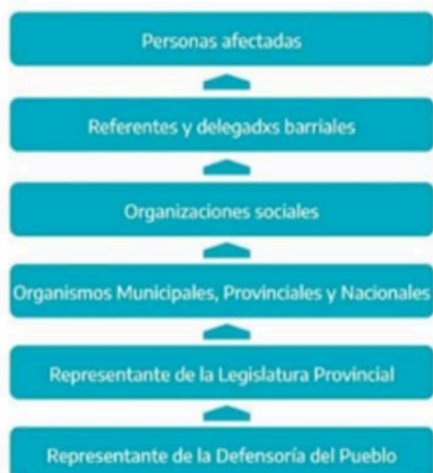 Personas afectadas
Referentes y delegadxs barriales
Organizaciones sociales
Organismos Municipales, Provinciales y Nacionales
Representante de la Legislatura Provincial
Representante de la Defensoría del Pueblo